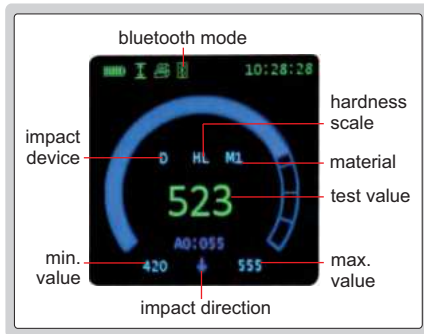 bluetooth mode
10:28:28
hardness scale
impact device
D HL M1
material
523
test value
A0:055
min. value
420 555
max. value
impact direction